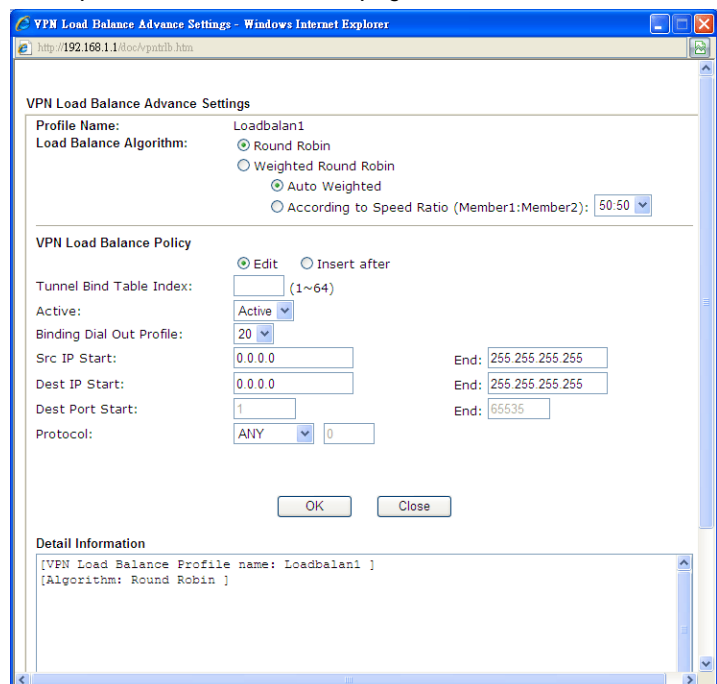 VPN Load Balance Advance Settings - Windows Internet Explorer
http://192.168.1.1/doc/vpntrlb.htm
VPN Load Balance Advance Settings
Profile Name: Loadbalan1
Load Balance Algorithm: Round Robin
Weighted Round Robin
Auto Weighted
According to Speed Ratio (Member1:Member2): 50:50
VPN Load Balance Policy
Edit Insert after
Tunnel Bind Table Index: (1~64)
Active: Active
Binding Dial Out Profile: 20
Src IP Start: 0.0.0.0 End: 255.255.255.255
Dest IP Start: 0.0.0.0 End: 255.255.255.255
Dest Port Start: 1 End: 65535
Protocol: ANY 0
OK Close
Detail Information
[VPN Load Balance Profile name: Loadbalan1 ]
[Algorithm: Round Robin ]